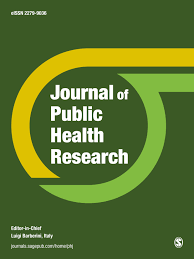 eISSN 2279-9036
Journal of
Public
Health
Research
Editor-in-Chief
Luigi Barberini, Italy
journals.sagepub.com/home/phj
S